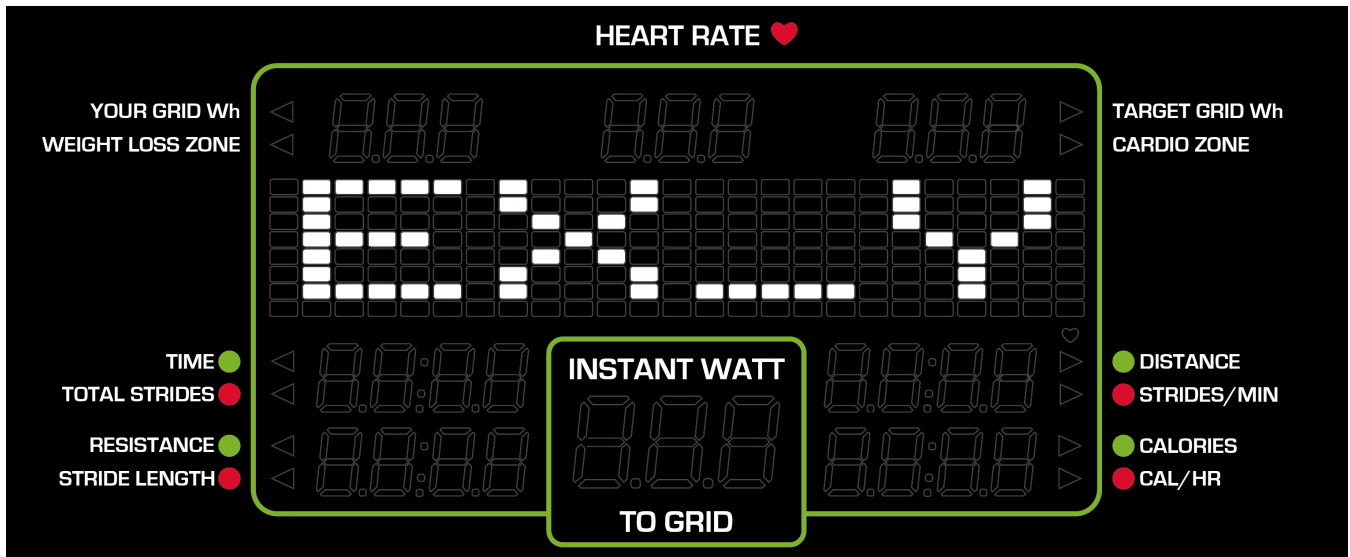 HEART RATE
YOUR GRID Wh
TARGET GRID Wh
WEIGHT LOSS ZONE
CARDIO ZONE
EX_Y
TIME
DISTANCE
TOTAL STRIDES
STRIDES/MIN
INSTANT WATT
RESISTANCE
CALORIES
STRIDE LENGTH
CAL/HR
TO GRID